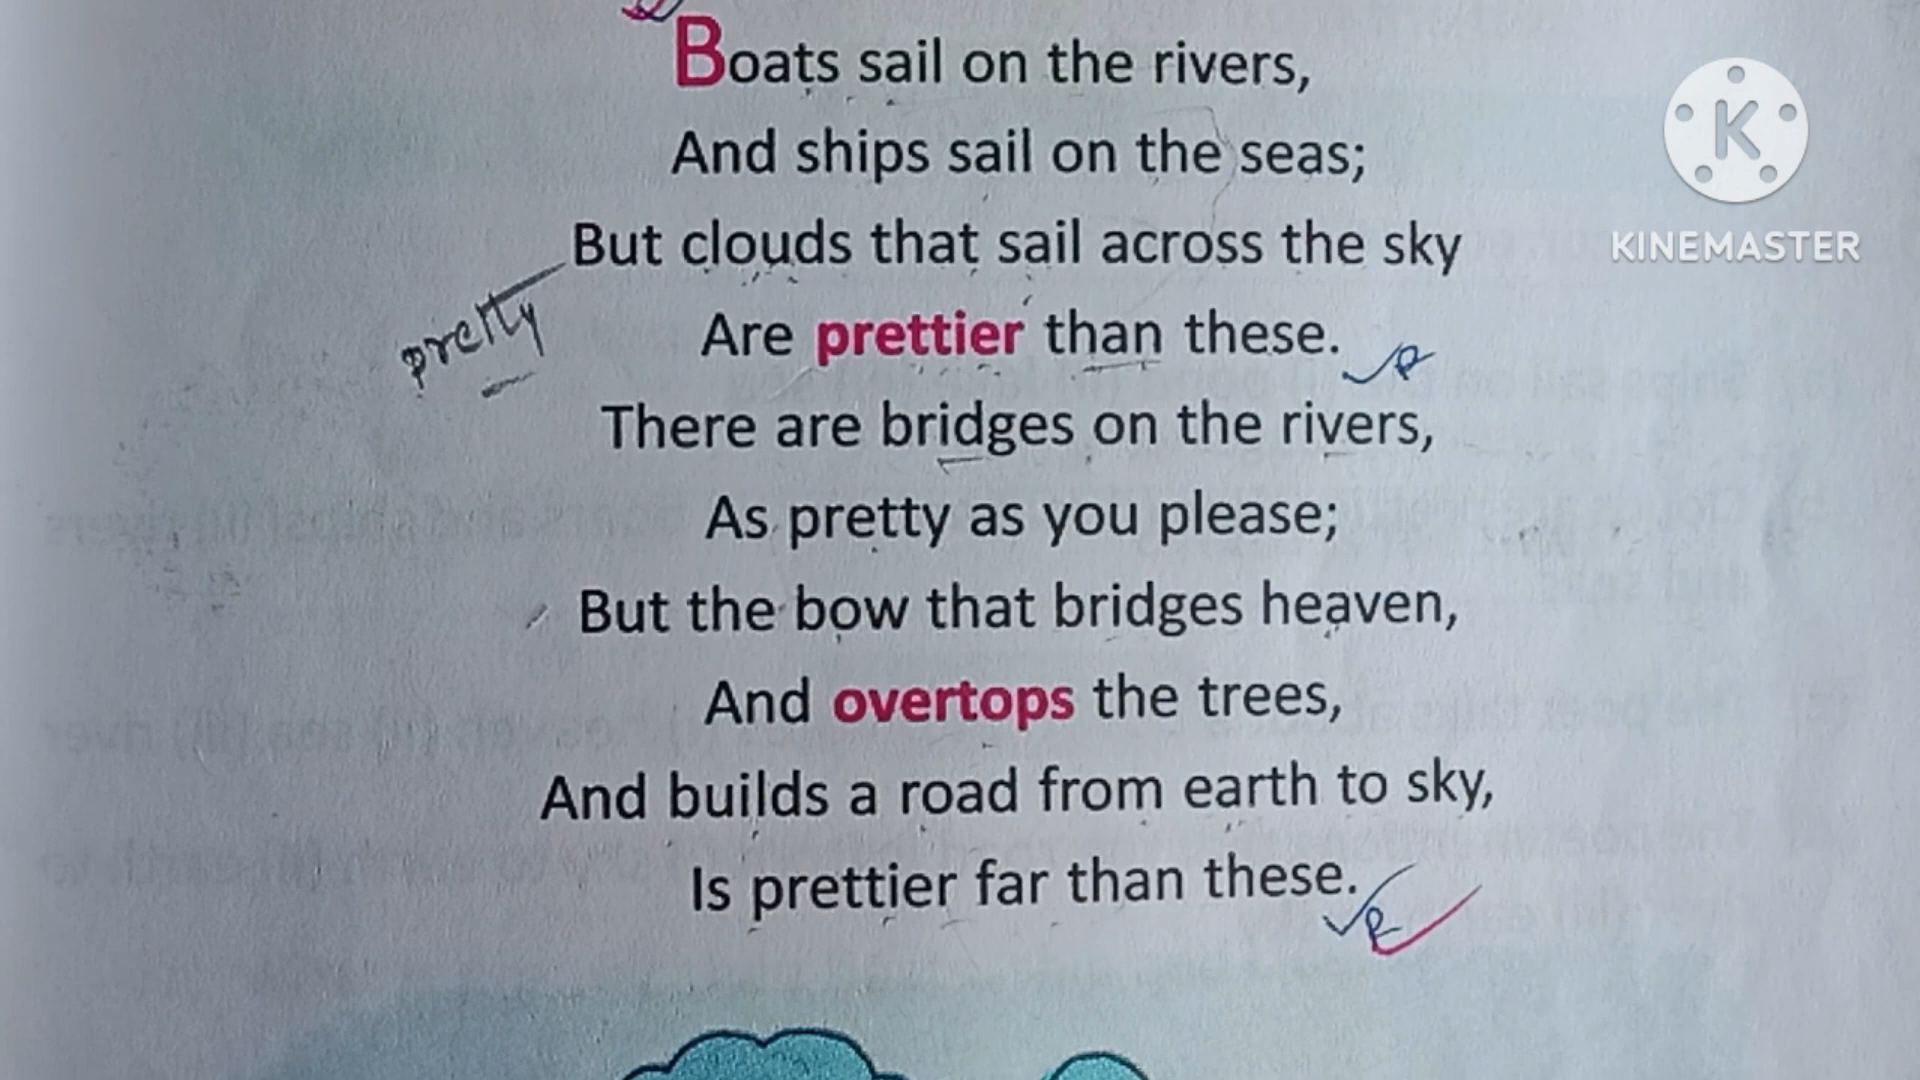 Boats sail on the rivers,
And ships sail on the seas;
But clouds that sail across the sky
Are prettier than these.
pretty
There are bridges on the rivers,
As pretty as you please;
But the bow that bridges heaven,
And overtops the trees,
And builds a road from earth to sky,
Is prettier far than these.
K
KINEMASTER